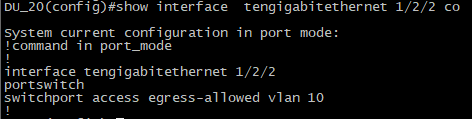 DU_20(config)#show interface  tengigabitethernet 1/2/2 co
System current configuration in port mode:
!command in port_mode
!
interface tengigabitethernet 1/2/2
portswitch
switchport access egress-allowed vlan 10
!